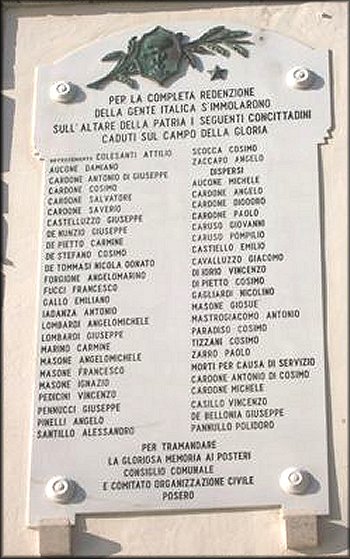 PER LA COMPLETA REDENZIONE
DELLA GENTE ITALICA S'IMMOLARONO
SULL'ALTARE DELLA PATRIA I SEGUENTI CONCITTADINI
CADUTI SUL CAMPO DELLA GLORIA
COLESANTI ATTILIO
AUCONE DAMIANO
CARDONE ANTONIO DI GIUSEPPE
CARDONE COSIMO
CARDONE SALVATORE
CARDONE SAVERIO
CASTELLUZZO GIUSEPPE
DE NUNZIO GIUSEPPE
DE PIETTO CARMINE
DE STEFANO COSIMO
DE TOMMASI NICOLA DONATO
FORGIONE ANGELOMARINO
FUCCI FRANCESCO
GALLO EMILIANO
IADANZA ANTONIO
LOMBARDI ANGELOMICHELE
LOMBARDI GIUSEPPE
MARINO CARMINE
MASONE ANGELOMICHELE
MASONE FRANCESCO
MASONE IGNAZIO
PEDICINI VINCENZO
PENNUCCI GIUSEPPE
PINELLI ANGELO
SANTILLO ALESSANDRO
SCOCCA COSIMO
ZACCARO ANGELO
DISPERSI
AUCONE MICHELE
CARDONE ANGELO
CARDONE DIODORO
CARDONE PAOLO
CARUSO GIOVANNI
CARUSO POMPILIO
CASTIELLO EMILIO
CAVALLUZZO GIACOMO
DI IORIO VINCENZO
DI PIETTO COSIMO
GAGLIARDI NICOLINO
MASONE GIOSUE'
MASTROGIACOMO ANTONIO
PARADISO COSIMO
TIZZANI COSIMO
ZARRO PAOLO
MORTI PER CAUSA DI SERVIZIO
CARDONE ANTONIO DI COSIMO
CARDONE MICHELE
CASILLO VINCENZO
DE BELLONIA GIUSEPPE
PANNULLO POLIDORO
PER TRAMANDARE
LA GLORIOSA MEMORIA AI POSTERI
CONSIGLIO COMUNALE
E COMITATO ORGANIZZAZIONE CIVILE
POSERO